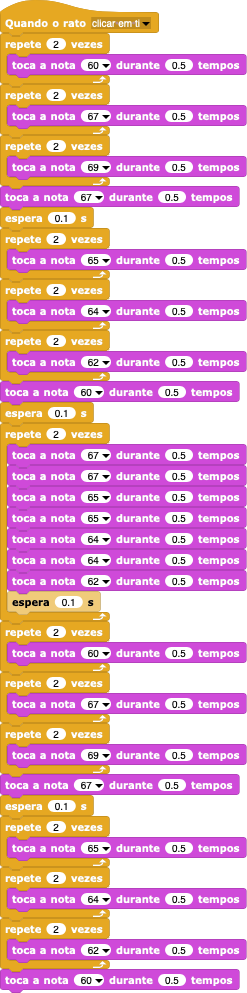 Quando o rato clicar em ti
repete 2 vezes
toca a nota 60 durante 0.5 tempos
repete 2 vezes
toca a nota 67 durante 0.5 tempos
repete 2 vezes
toca a nota 69 durante 0.5 tempos
toca a nota 67 durante 0.5 tempos
espera 0.1 s
repete 2 vezes
toca a nota 65 durante 0.5 tempos
repete 2 vezes
toca a nota 64 durante 0.5 tempos
repete 2 vezes
toca a nota 62 durante 0.5 tempos
toca a nota 60 durante 0.5 tempos
espera 0.1 s
repete 2 vezes
toca a nota 67 durante 0.5 tempos
toca a nota 67 durante 0.5 tempos
toca a nota 65 durante 0.5 tempos
toca a nota 65 durante 0.5 tempos
toca a nota 64 durante 0.5 tempos
toca a nota 64 durante 0.5 tempos
toca a nota 62 durante 0.5 tempos
espera 0.1 s
repete 2 vezes
toca a nota 60 durante 0.5 tempos
repete 2 vezes
toca a nota 67 durante 0.5 tempos
repete 2 vezes
toca a nota 69 durante 0.5 tempos
toca a nota 67 durante 0.5 tempos
espera 0.1 s
repete 2 vezes
toca a nota 65 durante 0.5 tempos
repete 2 vezes
toca a nota 64 durante 0.5 tempos
repete 2 vezes
toca a nota 62 durante 0.5 tempos
toca a nota 60 durante 0.5 tempos